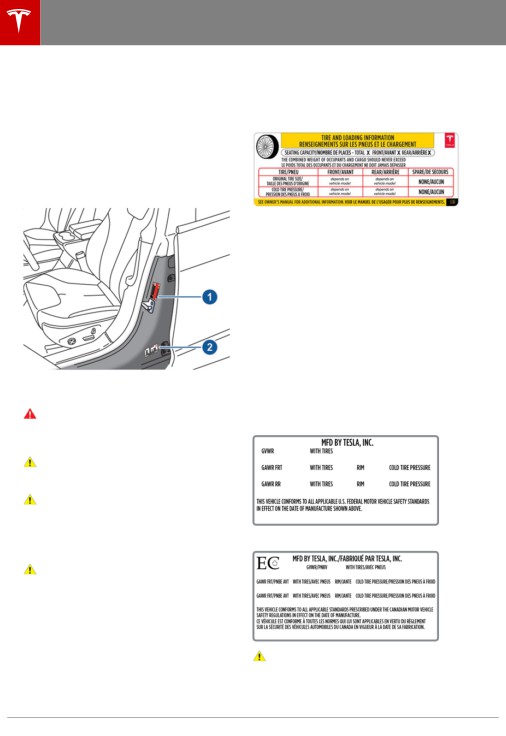 1
2
TIRE AND LOADING INFORMATION
RENSEIGNEMENTS SUR LES PNEUS ET LE CHARGEMENT
SEATING CAPACITY/NOMBRE DE PLACES - TOTAL X FRONT/AVANT X REAR/ARRIÈRE X
THE COMBINED WEIGHT OF OCCUPANTS AND CARGO SHOULD NEVER EXCEED
LE POIDS TOTAL DES OCCUPANTS ET DU CHARGEMENT NE DOIT JAMAIS DÉPASSER
TIRE/PNEU FRONT/AVANT REAR/ARRIÈRE SPARE/DE SECOURS
ORIGINAL TIRE SIZE/ depends on depends on NONE/AUCUN
TAILLE DES PNEUS D'ORIGINE vehicle model vehicle model
COLD TIRE PRESSURE/ depends on depends on NONE/AUCUN
PRESSION DES PNEUS À FROID vehicle model vehicle model
SEE OWNER'S MANUAL FOR ADDITIONAL INFORMATION. VOIR LE MANUEL DE L'USAGER POUR PLUS DE RENSEIGNEMENTS.
MFD BY TESLA, INC.
GVWR WITH TIRES
GAWR FRT WITH TIRES RIM COLD TIRE PRESSURE
GAWR RR WITH TIRES RIM COLD TIRE PRESSURE
THIS VEHICLE CONFORMS TO ALL APPLICABLE U.S. FEDERAL MOTOR VEHICLE SAFETY STANDARDS
IN EFFECT ON THE DATE OF MANUFACTURE SHOWN ABOVE.
EC MFD BY TESLA, INC./FABRIQUÉ PAR TESLA, INC.
GVWR/PNBV WITH TIRES/AVEC PNEUS
GAWR FRT/PNBE AVT WITH TIRES/AVEC PNEUS RIM/JANTE COLD TIRE PRESSURE/PRESSION DES PNEUS À FROID
GAWR FRT/PNBE AVT WITH TIRES/AVEC PNEUS RIM/JANTE COLD TIRE PRESSURE/PRESSION DES PNEUS À FROID
THIS VEHICLE CONFORMS TO ALL APPLICABLE STANDARDS PRESCRIBED UNDER THE CANADIAN MOTOR VEHICLE
SAFETY REGULATIONS IN EFFECT ON THE DATE OF MANUFACTURE.
CE VÉHICULE EST CONFORME À TOUTES LES NORMES QUI LUI SONT APPLICABLES EN VERTU DU RÈGLEMENT
SUR LA SÉCURITÉ DES VÉHICULES AUTOMOBILES DU CANADA EN VIGUEUR À LA DATE DE SA FABRICATION.